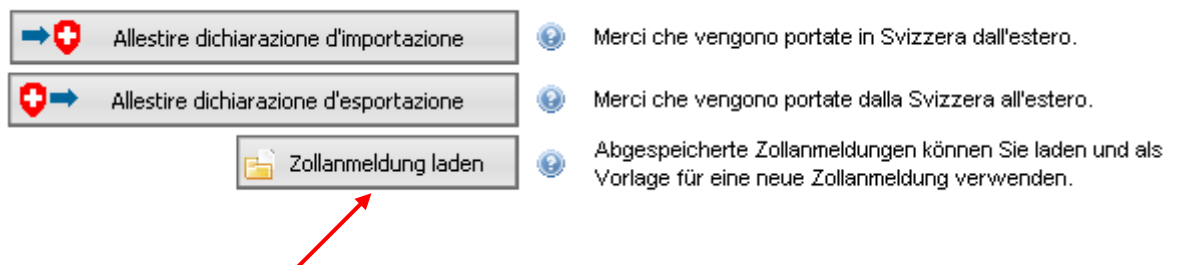 Allestire dichiarazione d'importazione
Merci che vengono portate in Svizzera dall'estero.
Allestire dichiarazione d'esportazione
Merci che vengono portate dalla Svizzera all'estero.
Zollanmeldung laden
Abgespeicherte Zollanmeldungen können Sie laden und als
Vorlage für eine neue Zollanmeldung verwenden.